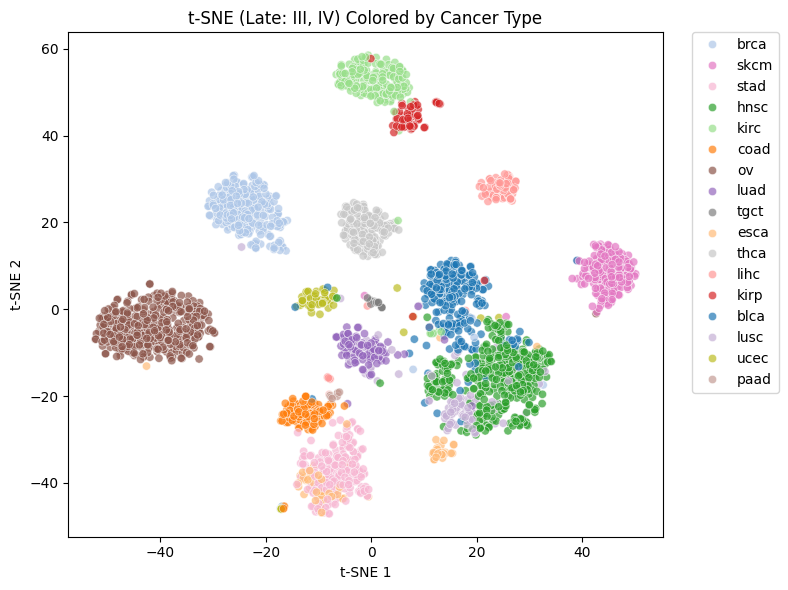 t-SNE (Late: III, IV) Colored by Cancer Type
60
40
20
0
−20
−40
t-SNE 2
−40
−20
0
20
40
t-SNE 1
brca
skcm
stad
hnsc
kirc
coad
ov
luad
tgct
esca
thca
lihc
kirp
blca
lusc
ucec
paad